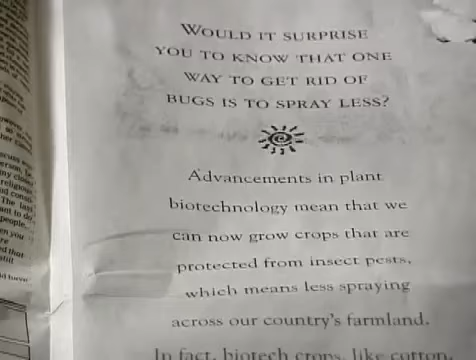 WOULD IT SURPRISE
YOU TO KNOW THAT ONE
WAY TO GET RID OF
BUGS IS TO SPRAY LESS?
Advancements in plant
biotechnology mean that we
can now grow crops that are
protected from insect pests,
which means less spraying
across our country's farmland.
In fact, biotech crops, like cotton,